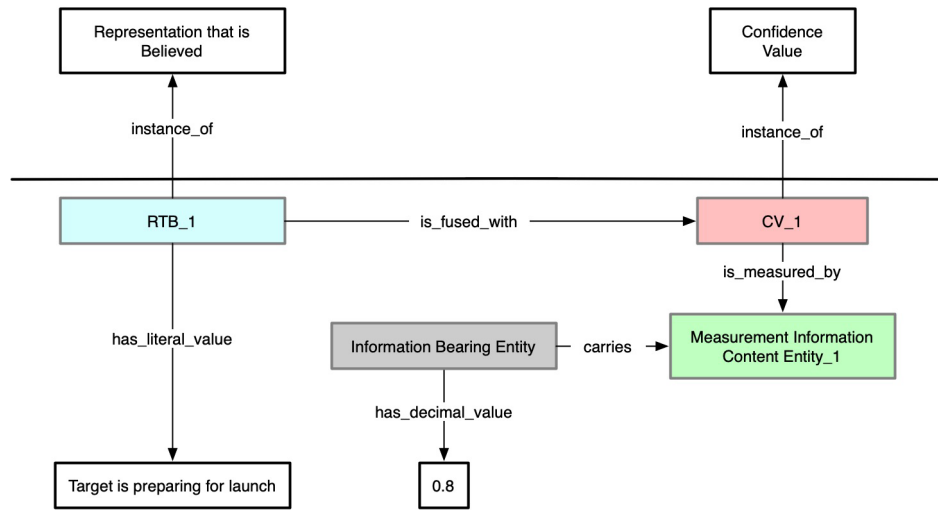 Representation that is
Believed
Confidence
Value
instance_of
instance_of
RTB_1
is_fused_with
CV_1
is_measured_by
has_literal_value
Information Bearing Entity
carries
Measurement Information
Content Entity_1
has_decimal_value
Target is preparing for launch
0.8